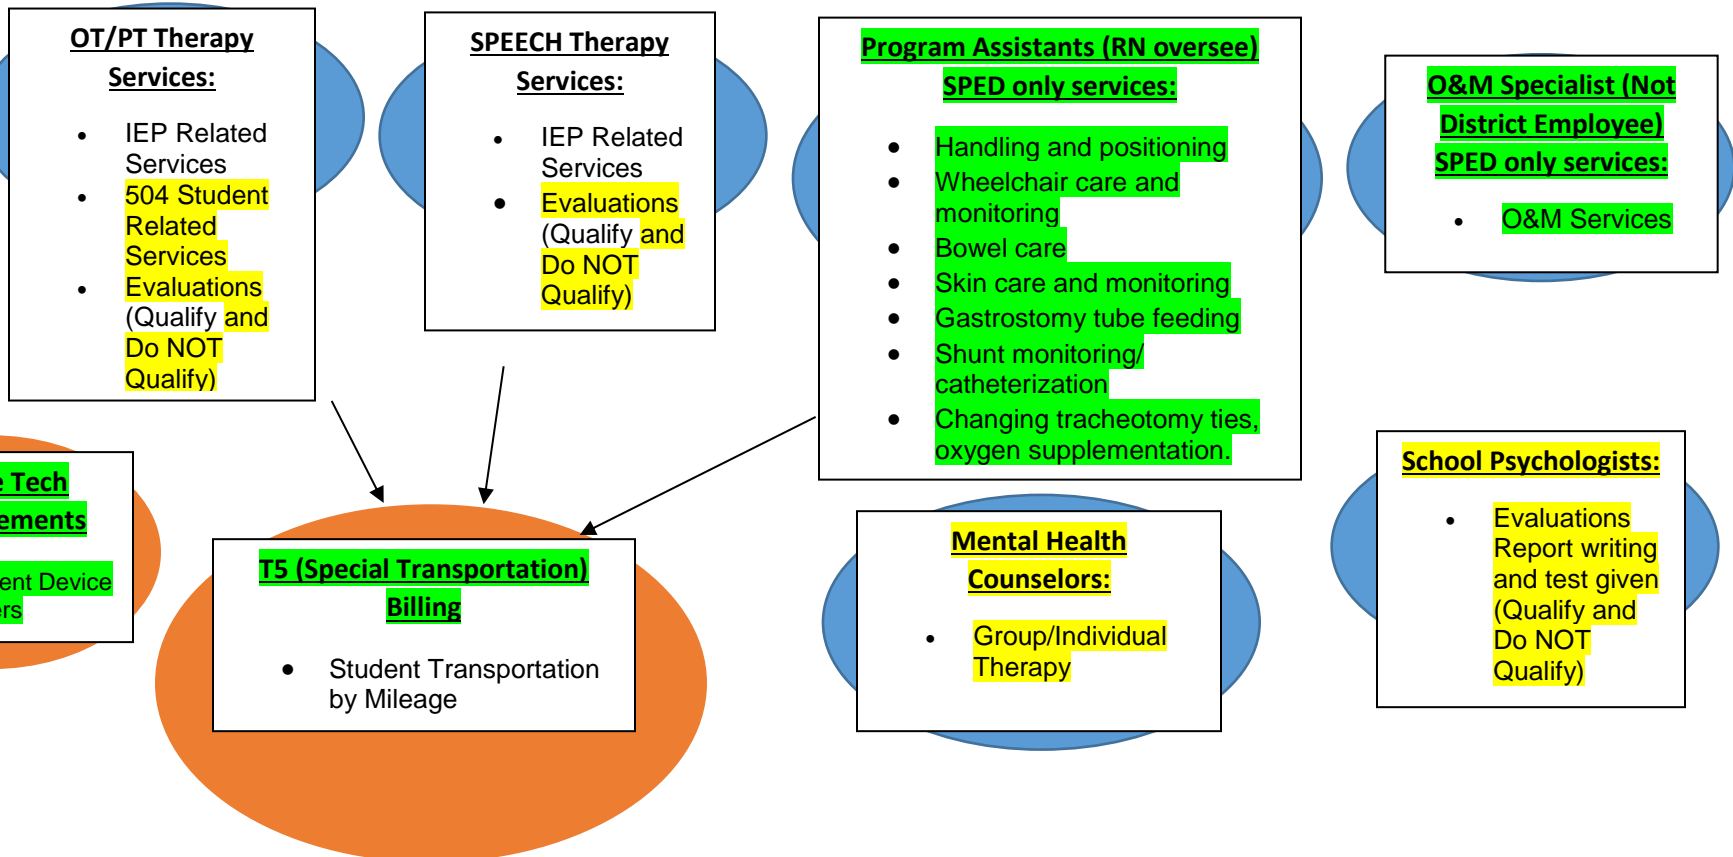 OT/PT Therapy
Services:
• IEP Related
Services
• 504 Student
Related
Services
• Evaluations
(Qualify and
Do NOT
Qualify)
SPEECH Therapy
Services:
• IEP Related
Services
• Evaluations
(Qualify and
Do NOT
Qualify)
Program Assistants (RN oversee)
SPED only services:
• Handling and positioning
• Wheelchair care and
monitoring
• Bowel care
• Skin care and monitoring
• Gastrostomy tube feeding
• Shunt monitoring/
catheterization
• Changing tracheotomy ties,
oxygen supplementation.
O&M Specialist (Not
District Employee)
SPED only services:
• O&M Services
Tech
Device
T5 (Special Transportation)
Billing
• Student Transportation
by Mileage
Mental Health
Counselors:
• Group/Individual
Therapy
School Psychologists:
• Evaluations
Report writing
and test given
(Qualify and
Do NOT
Qualify)